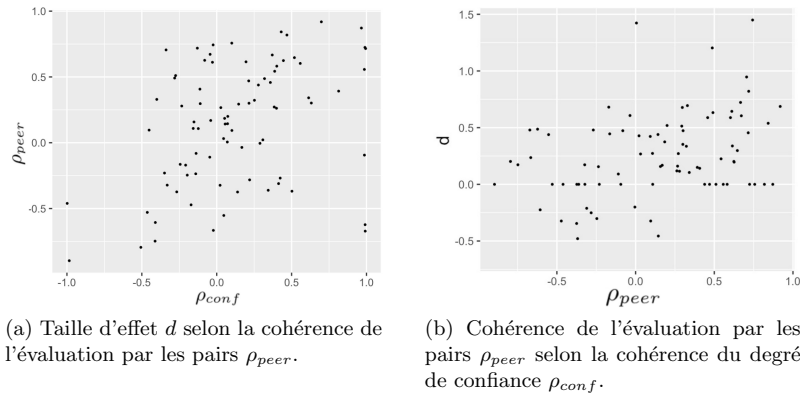 1.0
0.5
0.0
-0.5
ρpeer
-1.0 -0.5 0.0 0.5 1.0
ρconf
(a) Taille d'effet d selon la cohérence de
l'évaluation par les pairs ρpeer.
1.5
1.0
0.5
0.0
-0.5
d
-0.5 0.0 0.5 1.0
ρpeer
(b) Cohérence de l'évaluation par les
pairs ρpeer selon la cohérence du degré
de confiance ρconf.